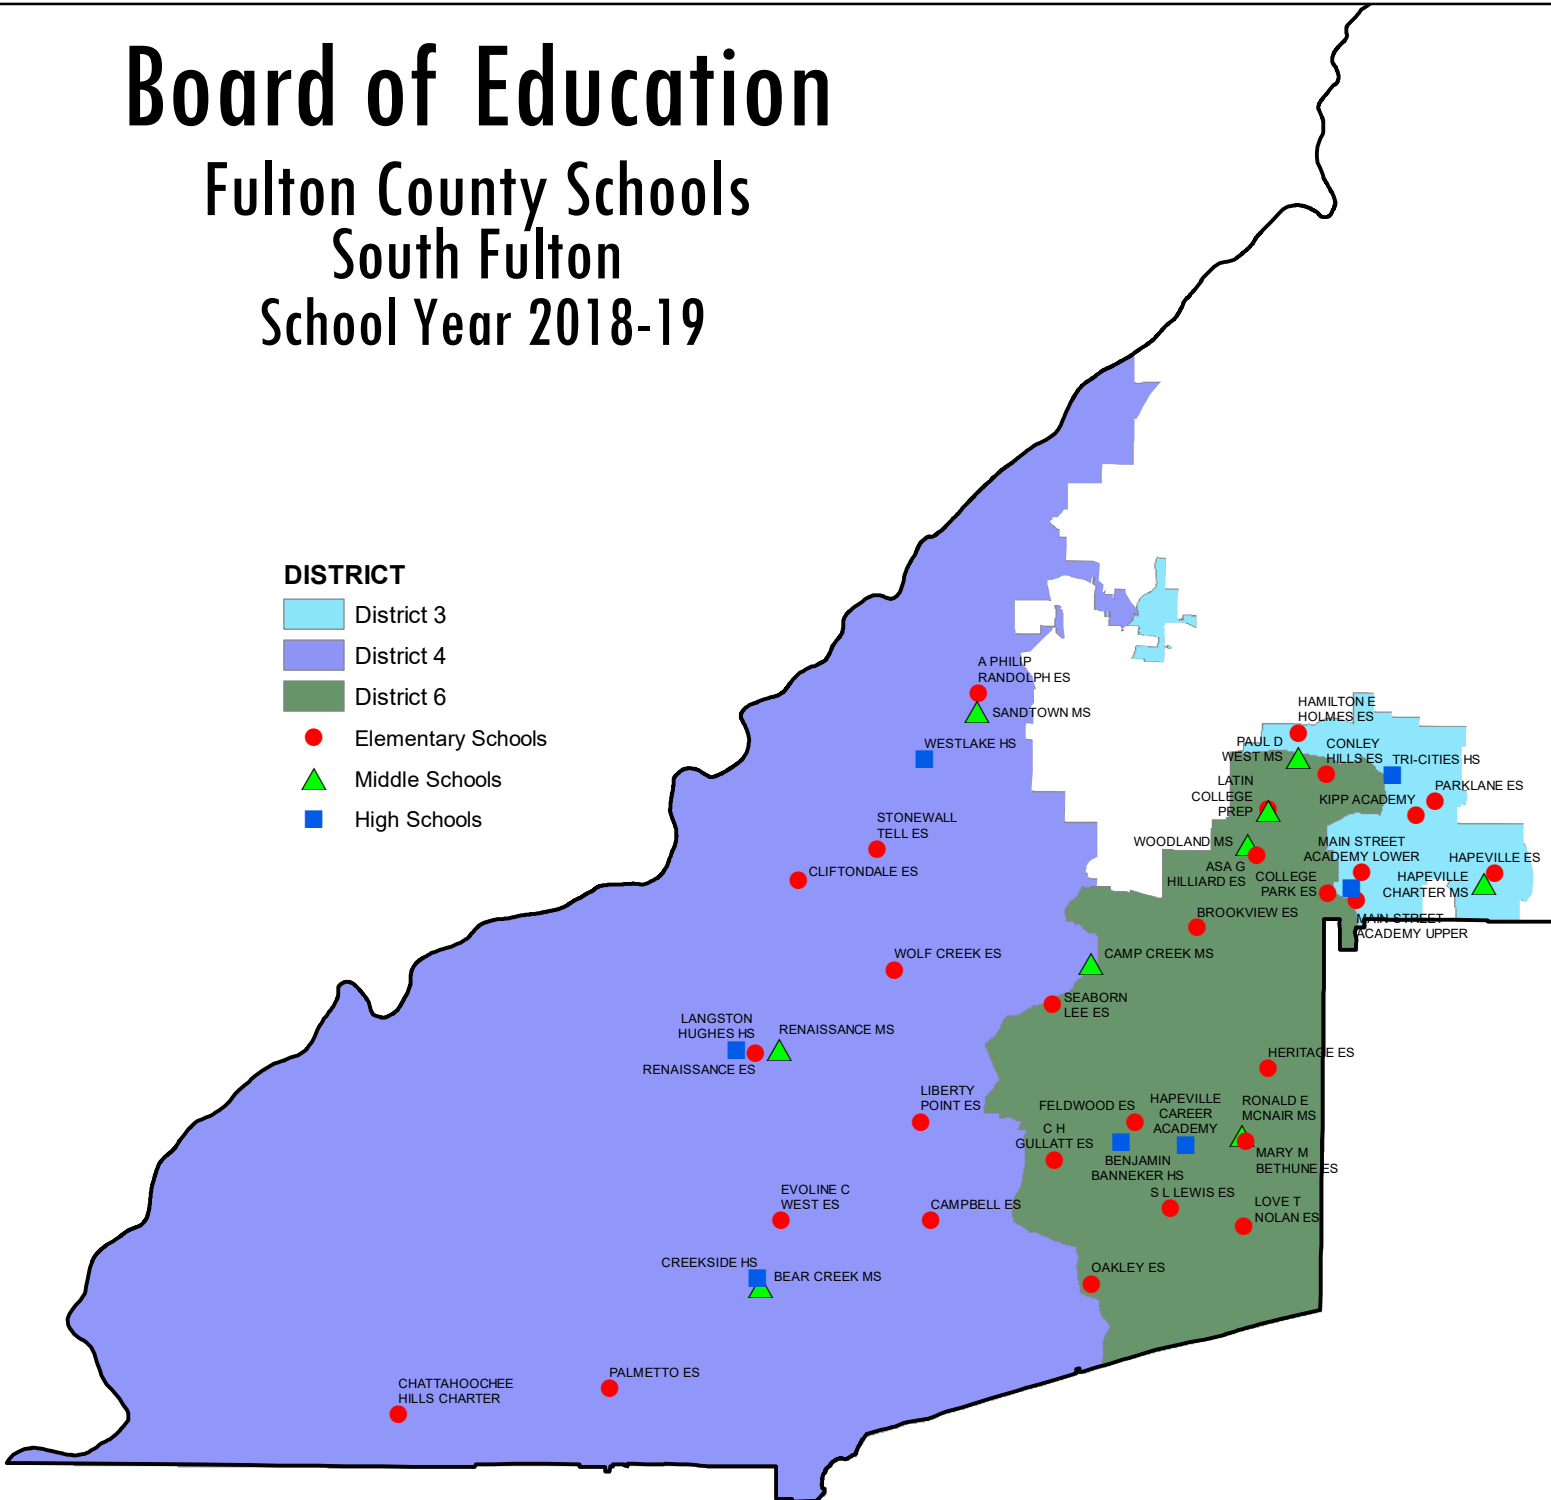 Board of Education
Fulton County Schools
South Fulton
School Year 2018-19
DISTRICT
District 3
District 4
District 6
Elementary Schools
Middle Schools
High Schools
A PHILIP
RANDOLPH ES
SANDTOWN MS
WESTLAKE HS
HAMILTON E
HOLMES ES
PAUL D
WEST MS
CONLEY
HILLS ES
TRI-CITIES HS
LATIN
COLLEGE
PREP
KIPP ACADEMY
PARKLANE ES
STONEWALL
TELL ES
CLIFTONDALE ES
WOODLAND MS
MAIN STREET
ACADEMY LOWER
ASA G
HILLIARD ES
COLLEGE
PARK ES
HAPEVILLE ES
HAPEVILLE
CHARTER MS
BROOKVIEW ES
MAIN STREET
ACADEMY UPPER
WOLF CREEK ES
CAMP CREEK MS
SEABORN
LEE ES
LANGSTON
HUGHES HS
RENAISSANCE MS
RENAISSANCE ES
HERITAGE ES
LIBERTY
POINT ES
FELDWOOD ES
HAPEVILLE
CAREER
ACADEMY
RONALD E
MCNAIR MS
C H
GULLATT ES
BENJAMIN
BANNEKER HS
MARY M
BETHUNE ES
EVOLINE C
WEST ES
CAMPBELL ES
S L LEWIS ES
LOVE T
NOLAN ES
CREEKSIDE HS
BEAR CREEK MS
OAKLEY ES
PALMETTO ES
CHATTAHOOCHEE
HILLS CHARTER